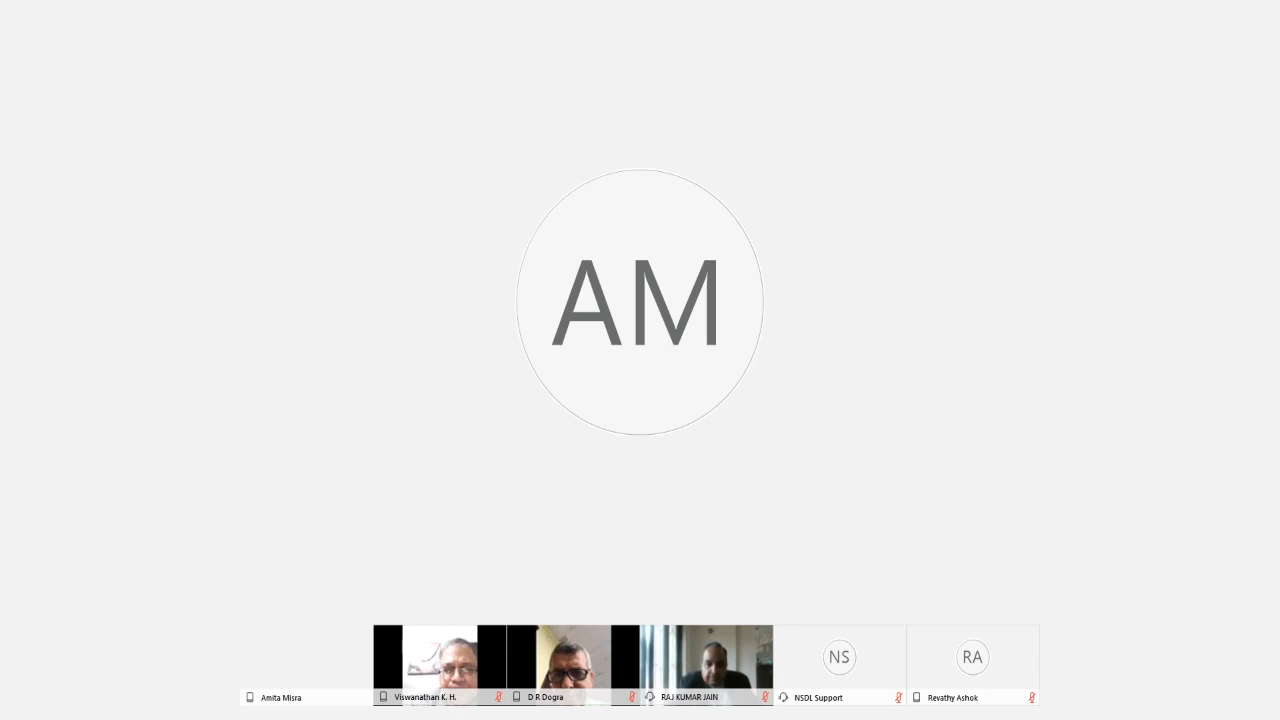 AM
NS
RA
Amita Misra
Viswanathan K. H.
D R Dogra
RAJ KUMAR JAIN
NSDL Support
Revathy Ashok